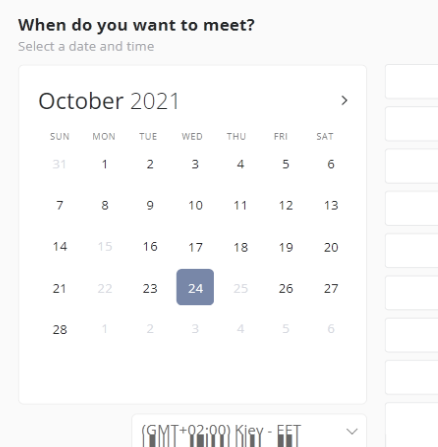 When do you want to meet?
Select a date and time
October 2021
SUN MON TUE WED THU FRI SAT
31 1 2 3 4 5 6
7 8 9 10 11 12 13
14 15 16 17 18 19 20
21 22 23 24 25 26 27
28 1 2 3 4 5 6
(GMT+02:00) Kiev - EET